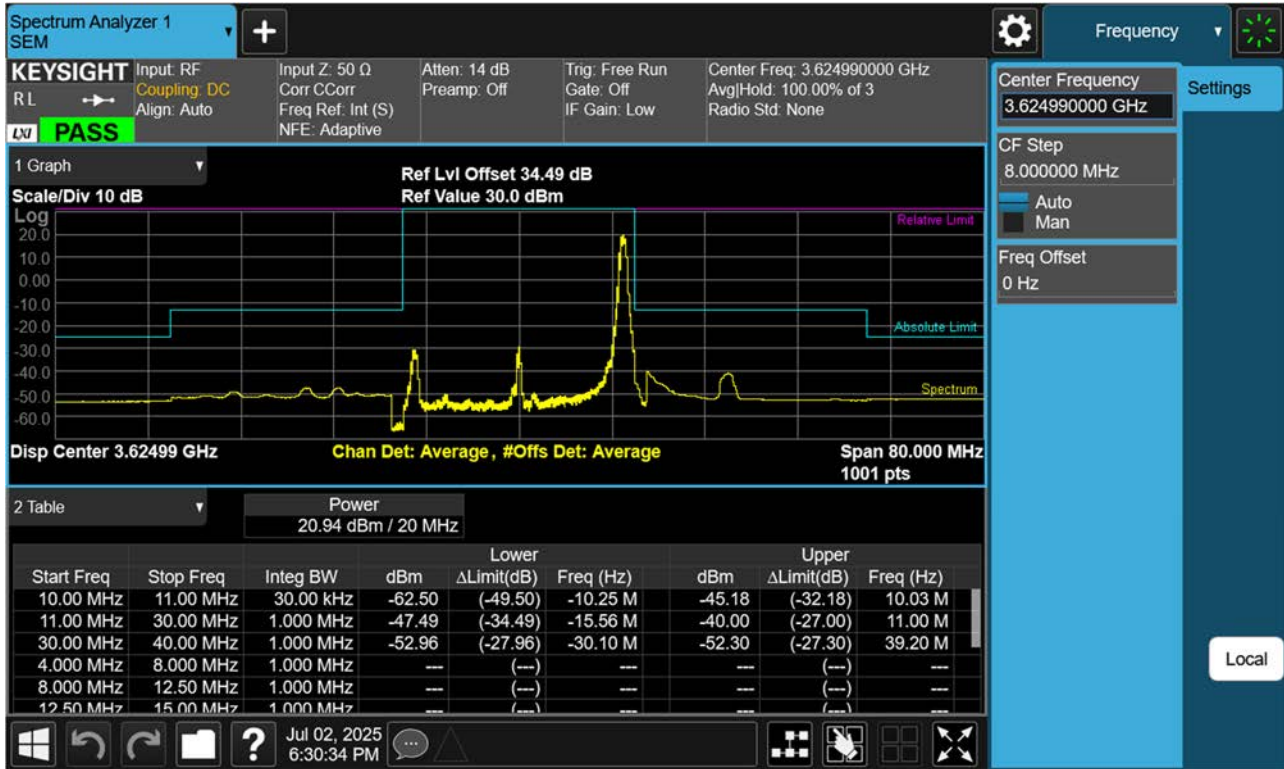 Spectrum Analyzer 1
SEM
Frequency
KEYSIGHT
RL
LXI
PASS
Input: RF
Coupling: DC
Align: Auto
Input Z: 50 Ω
Corr CCorr
Freq Ref: Int (S)
NFE: Adaptive
Atten: 14 dB
Preamp: Off
Trig: Free Run
Gate: Off
IF Gain: Low
Center Freq: 3.624990000 GHz
Avg|Hold: 100.00% of 3
Radio Std: None
Center Frequency
3.624990000 GHz
Settings
CF Step
8.000000 MHz
Auto
Man
Freq Offset
0 Hz
Local
1 Graph
Scale/Div 10 dB
Ref Lvl Offset 34.49 dB
Ref Value 30.0 dBm
Log
20.0
10.0
0.00
-10.0
-20.0
-30.0
-40.0
-50.0
-60.0
Relative Limit
Absolute Limit
Spectrum
Disp Center 3.62499 GHz
Chan Det: Average, #Offs Det: Average
Span 80.000 MHz
1001 pts
2 Table
Power
20.94 dBm / 20 MHz
Lower Upper
Start Freq Stop Freq Integ BW dBm ΔLimit(dB) Freq (Hz) dBm ΔLimit(dB) Freq (Hz)
10.00 MHz 11.00 MHz 30.00 kHz -62.50 (-49.50) -10.25 M -45.18 (-32.18) 10.03 M
11.00 MHz 30.00 MHz 1.000 MHz -47.49 (-34.49) -15.56 M -40.00 (-27.00) 11.00 M
30.00 MHz 40.00 MHz 1.000 MHz -52.96 (-27.96) -30.10 M -52.30 (-27.30) 39.20 M
4.000 MHz 8.000 MHz 1.000 MHz --- (---) --- --- (---) ---
8.000 MHz 12.50 MHz 1.000 MHz --- (---) --- --- (---) ---
12.50 MHz 15.00 MHz 1.000 MHz --- (---) --- --- (---) ---
?
Jul 02, 2025
6:30:34 PM